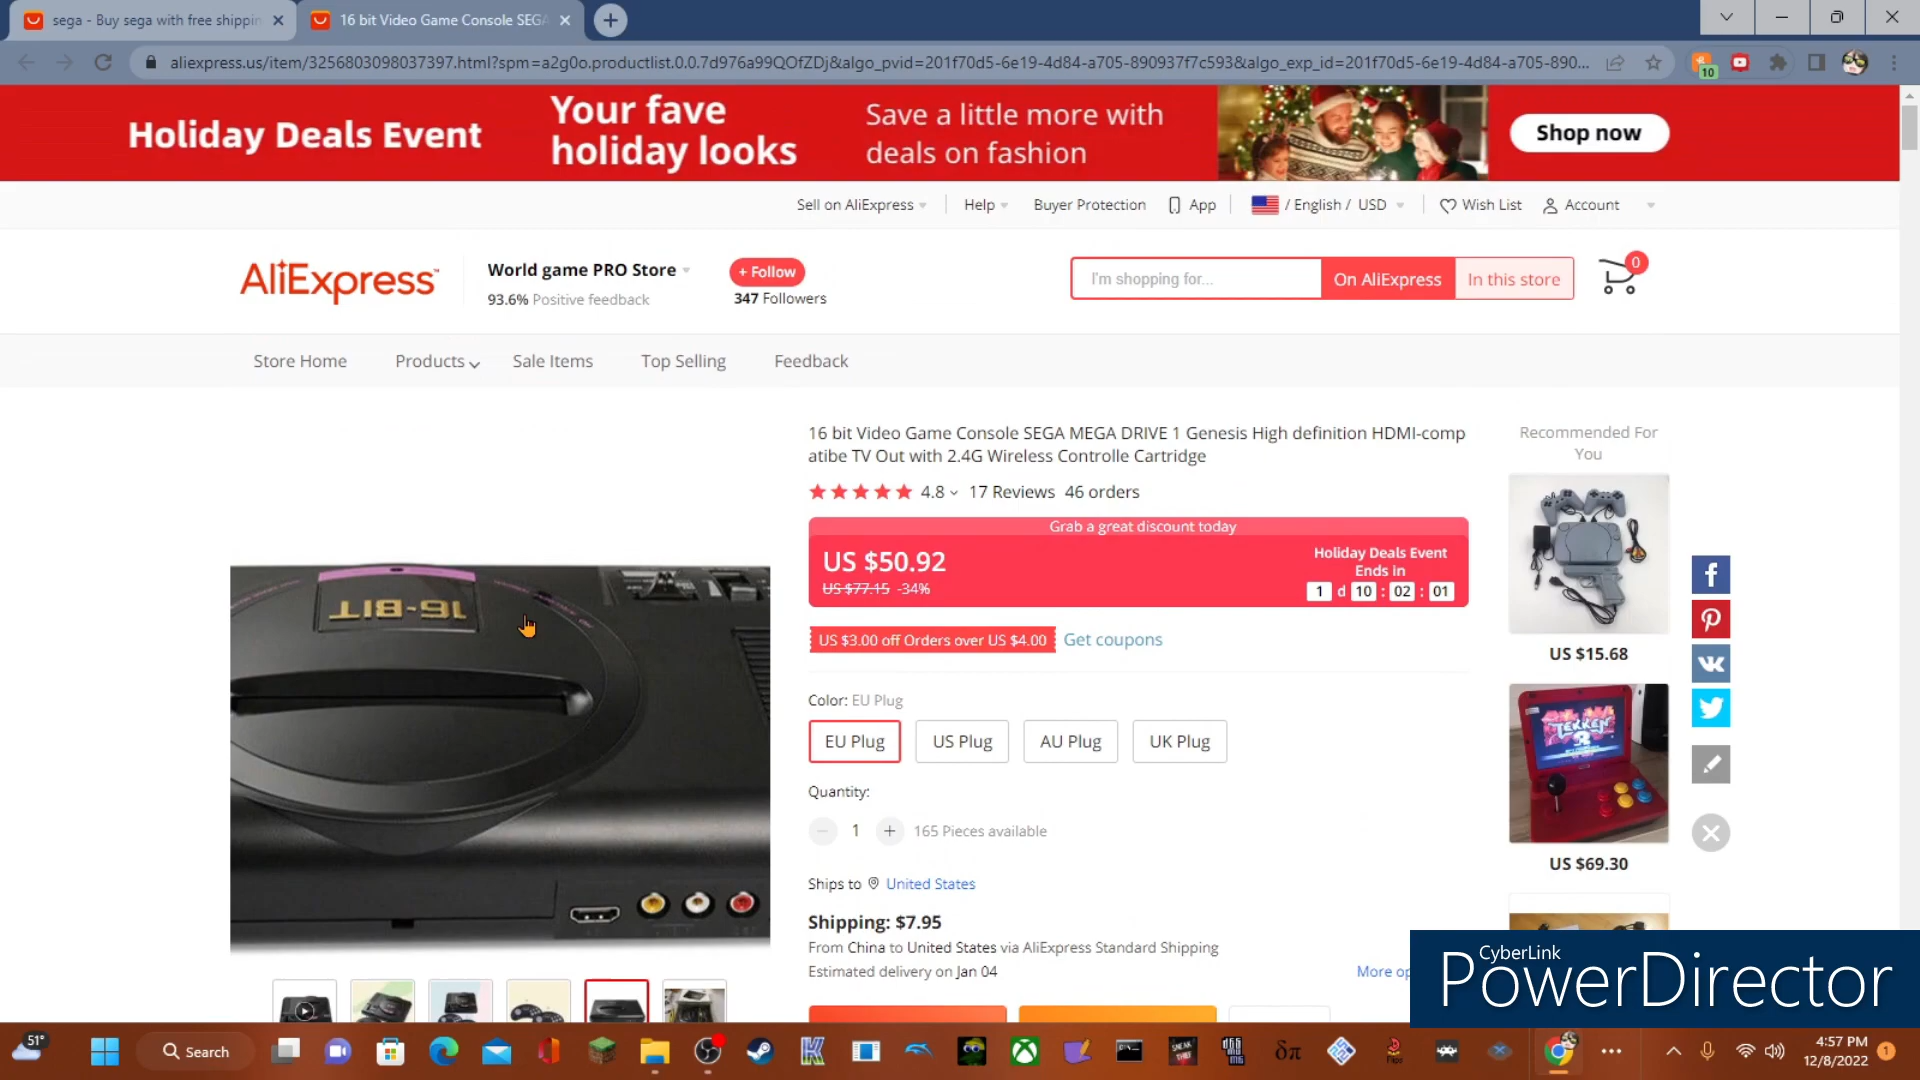 sega - Buy sega with free shippin
16 bit Video Game Console SEGA
aliexpress.us/item/3256803098037397.html?spm=a2g0o.productlist.0.0.7d976a99QOfZDj&algo_pvid=201f70d5-6e19-4d84-a705-890937f7c593&algo_exp_id=201f70d5-6e19-4d84-a705-890...
10
Holiday Deals Event
Your fave
holiday looks
Save a little more with
deals on fashion
Shop now
Sell on AliExpress
Help
Buyer Protection
App
/ English / USD
Wish List
Account
AliExpress™
World game PRO Store
93.6% Positive feedback
+ Follow
347 Followers
I'm shopping for...
On AliExpress
In this store
0
Store Home
Products
Sale Items
Top Selling
Feedback
16 bit Video Game Console SEGA MEGA DRIVE 1 Genesis High definition HDMI-comp
atibe TV Out with 2.4G Wireless Controlle Cartridge
4.8
17 Reviews
46 orders
Grab a great discount today
US $50.92
US $77.15 -34%
Holiday Deals Event
Ends in
1 d 10 : 02 : 01
US $3.00 off Orders over US $4.00
Get coupons
Color: EU Plug
EU Plug
US Plug
AU Plug
UK Plug
Quantity:
1
165 Pieces available
Ships to United States
Shipping: $7.95
From China to United States via AliExpress Standard Shipping
Estimated delivery on Jan 04
More op
16-BIT
Recommended For
You
US $15.68
TEKKEN 3
US $69.30
CyberLink
PowerDirector
51°
Search
4:57 PM
12/8/2022
1